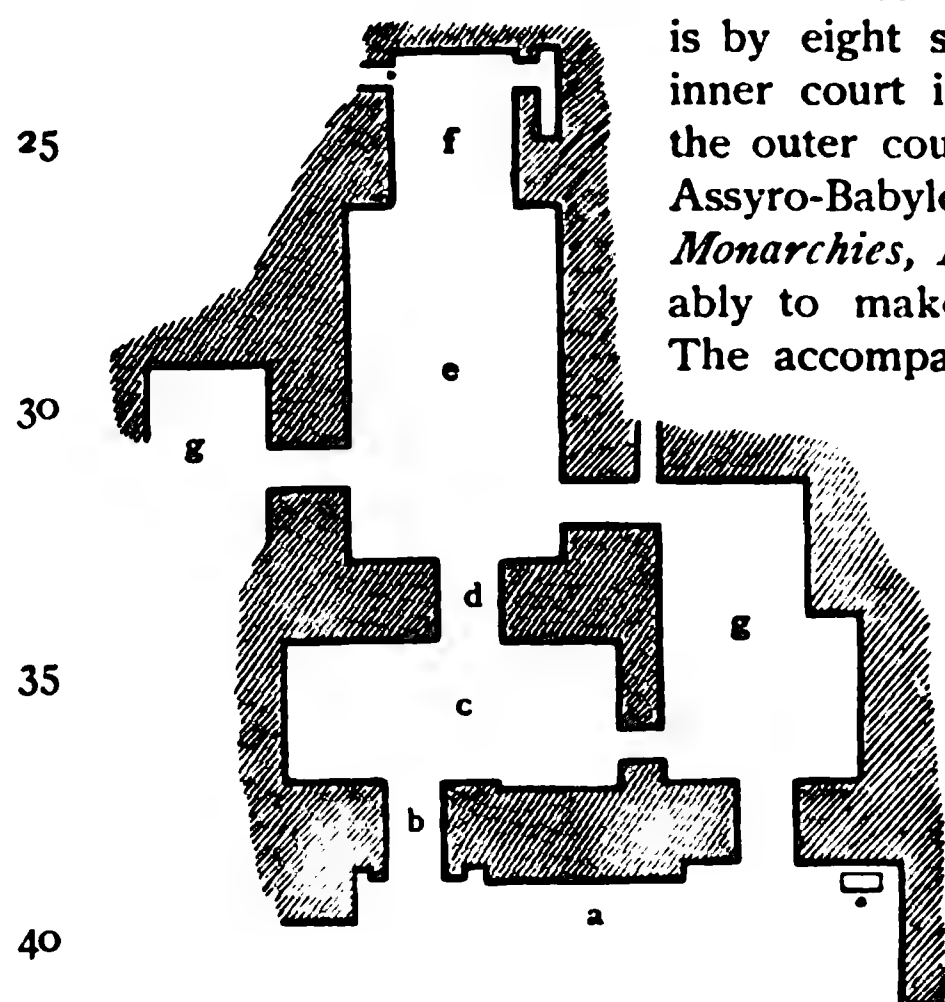 is by eight s
inner court i
25 the outer cou
Assyro-Babyl
Monarchies,
ably to mak
The accompa
f
e
30
g
d
g
35
c
b
a
40